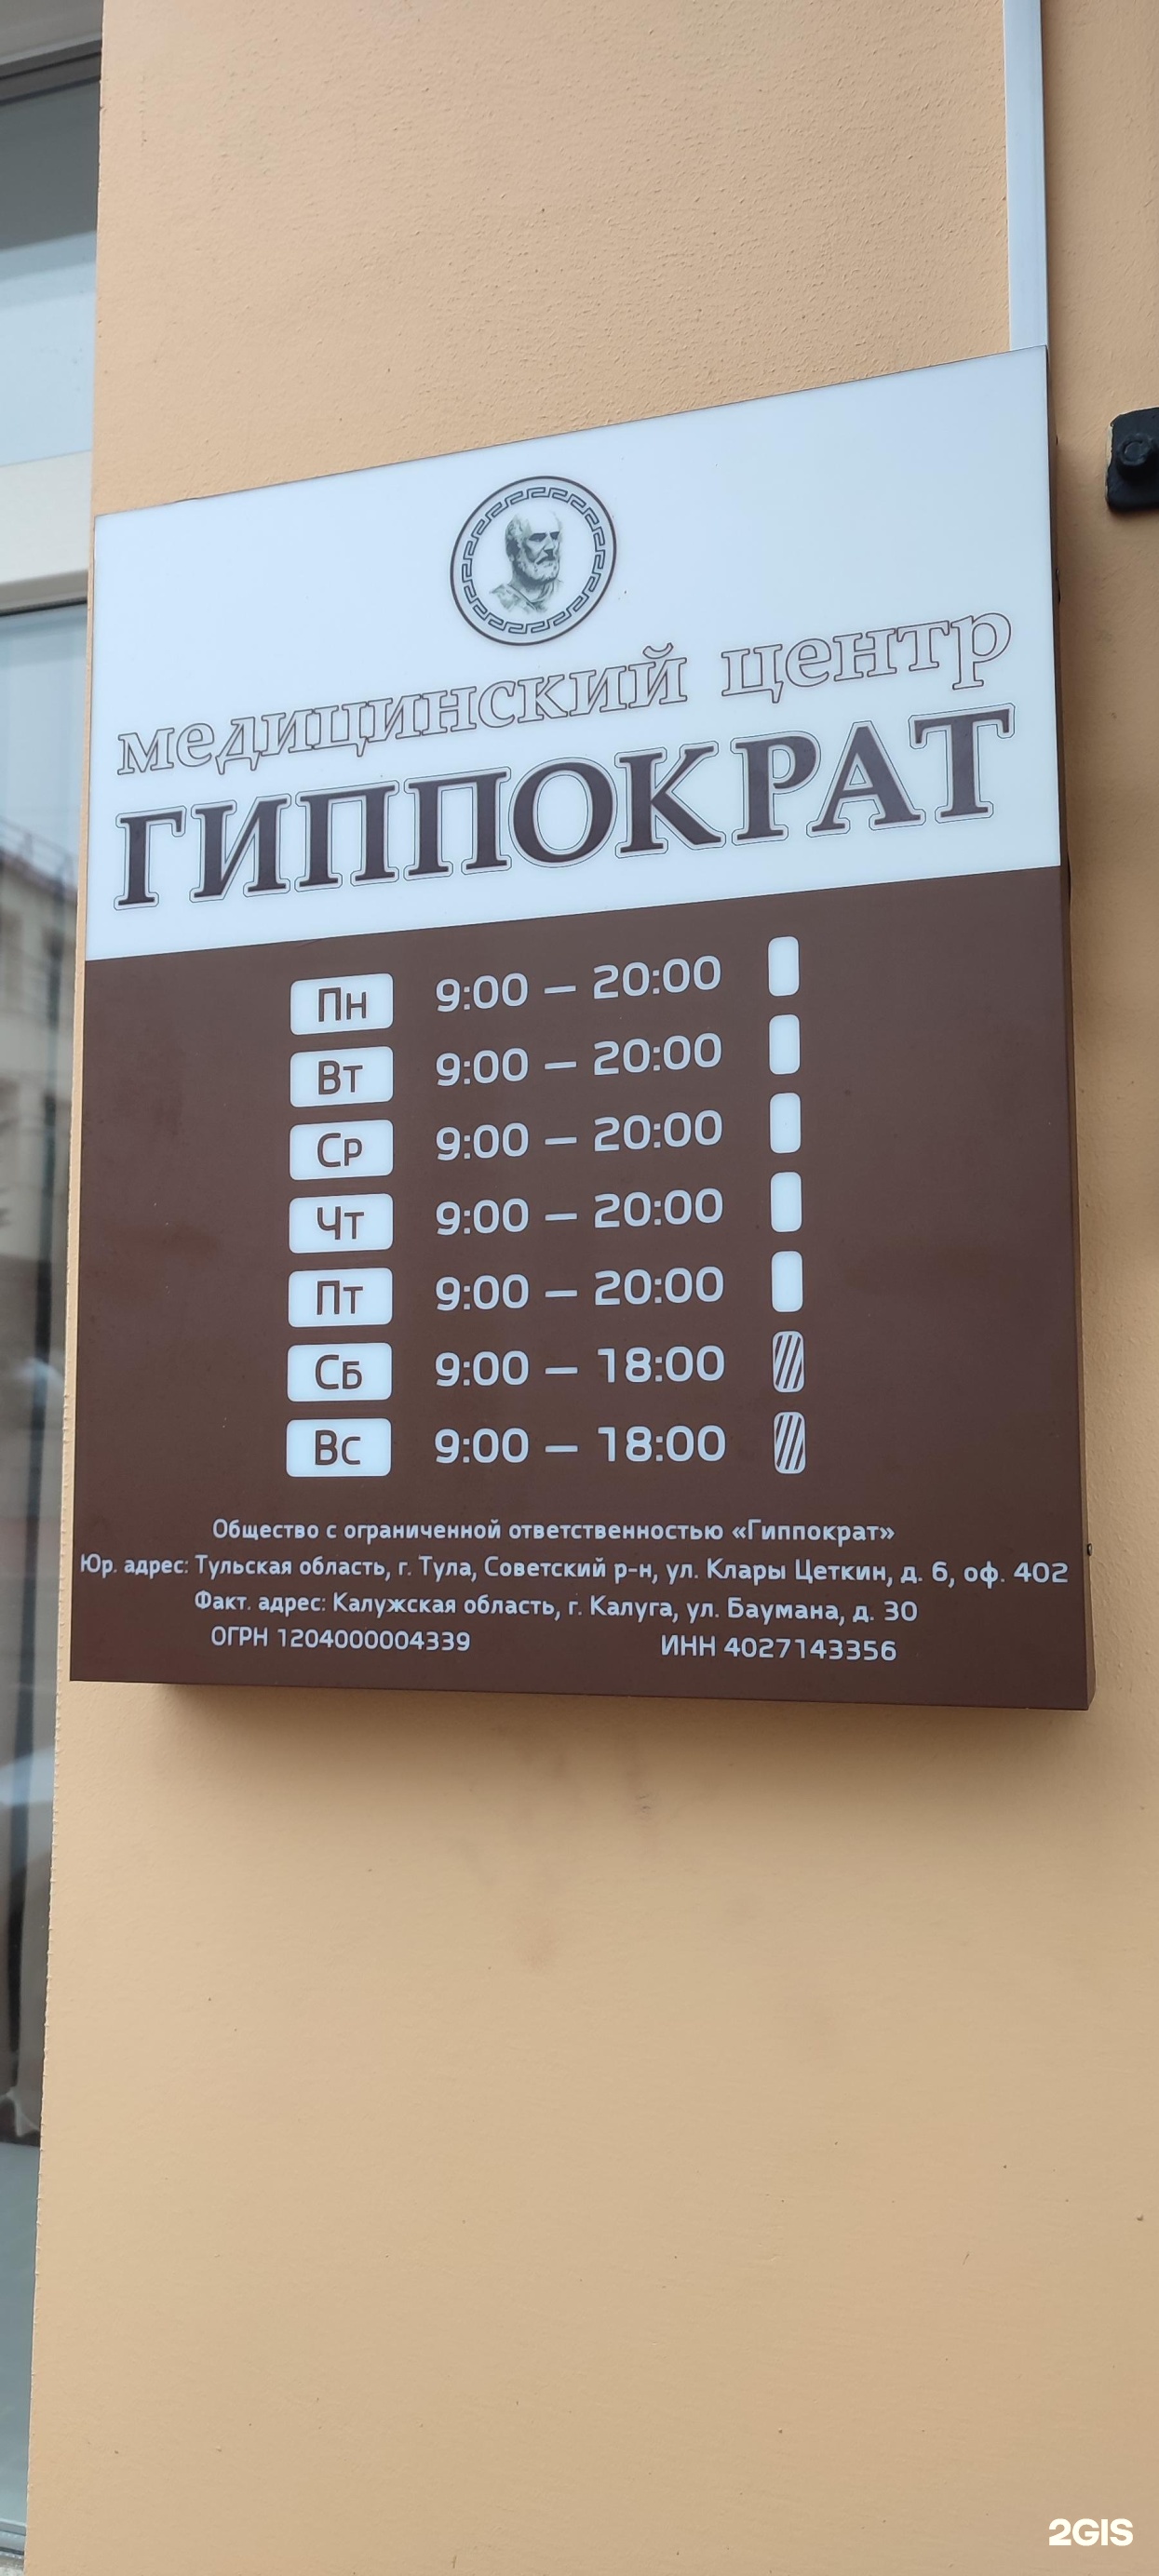 медицинский центр
ГИППОКРАТ
Пн 9:00 – 20:00
Вт 9:00 – 20:00
Ср 9:00 – 20:00
Чт 9:00 – 20:00
Пт 9:00 – 20:00
Сб 9:00 – 18:00
Вс 9:00 – 18:00
Общество с ограниченной ответственностью «Гиппократ»
Юр. адрес: Тульская область, г. Тула, Советский р-н, ул. Клары Цеткин, д. 6, оф. 402
Факт. адрес: Калужская область, г. Калуга, ул. Баумана, д. 30
ОГРН 1204000004339 ИНН 4027143356
2GIS